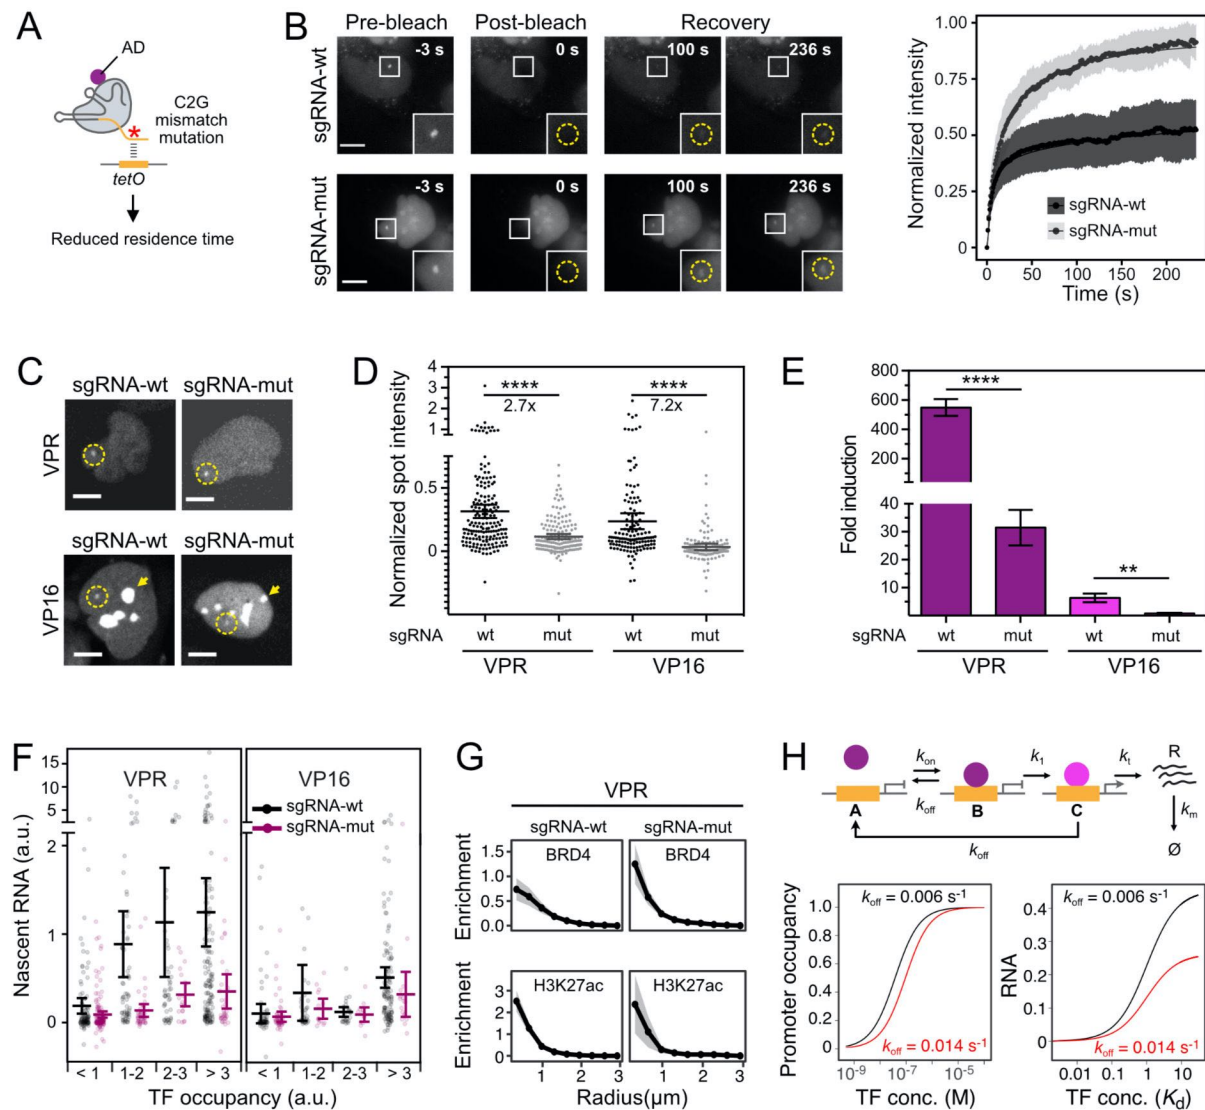 A
AD
C2G
mismatch
mutation
*
tetO
Reduced residence time
B
Pre-bleach Post-bleach Recovery
sgRNA-wt
-3 s 0 s 100 s 236 s
sgRNA-mut
-3 s 0 s 100 s 236 s
Normalized intensity
1.00
0.75
0.50
0.25
0
sgRNA-wt
sgRNA-mut
0 100 200
Time (s)
C
sgRNA-wt sgRNA-mut
VPR
sgRNA-wt sgRNA-mut
VP16
D
Normalized spot intensity
4
3
2
1
0.5
0
**** ****
2.7x 7.2x
sgRNA wt mut wt mut
VPR VP16
E
Fold induction
800
600
400
200
40
30
20
10
****
**
sgRNA wt mut wt mut
VPR VP16
F
Nascent RNA (a.u.)
15
10
5
3
2
1
0
VPR VP16
sgRNA-wt
sgRNA-mut
< 1 1-2 2-3 > 3 < 1 1-2 2-3 > 3
TF occupancy (a.u.)
G
VPR
sgRNA-wt sgRNA-mut
Enrichment
1.5
1.0
0.5
0.0
BRD4 BRD4
Enrichment
3
2
1
0
H3K27ac H3K27ac
1 2 3 1 2 3
Radius(µm)
H
kon
koff
k1
kt
R
km
Ø
A B C
koff
Promoter occupancy
1.0
0.8
0.6
0.4
0.2
0
koff = 0.006 s-1
koff = 0.014 s-1
10-9 10-7 10-5
TF conc. (M)
RNA
0.4
0.3
0.2
0.1
0
koff = 0.006 s-1
koff = 0.014 s-1
0.01 0.1 1 10
TF conc. (Kd)